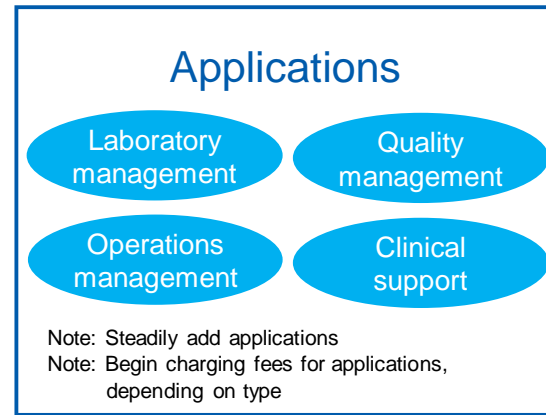 Applications
Laboratory
management
Quality
management
Operations
management
Clinical
support
Note: Steadily add applications
Note: Begin charging fees for applications,
depending on type